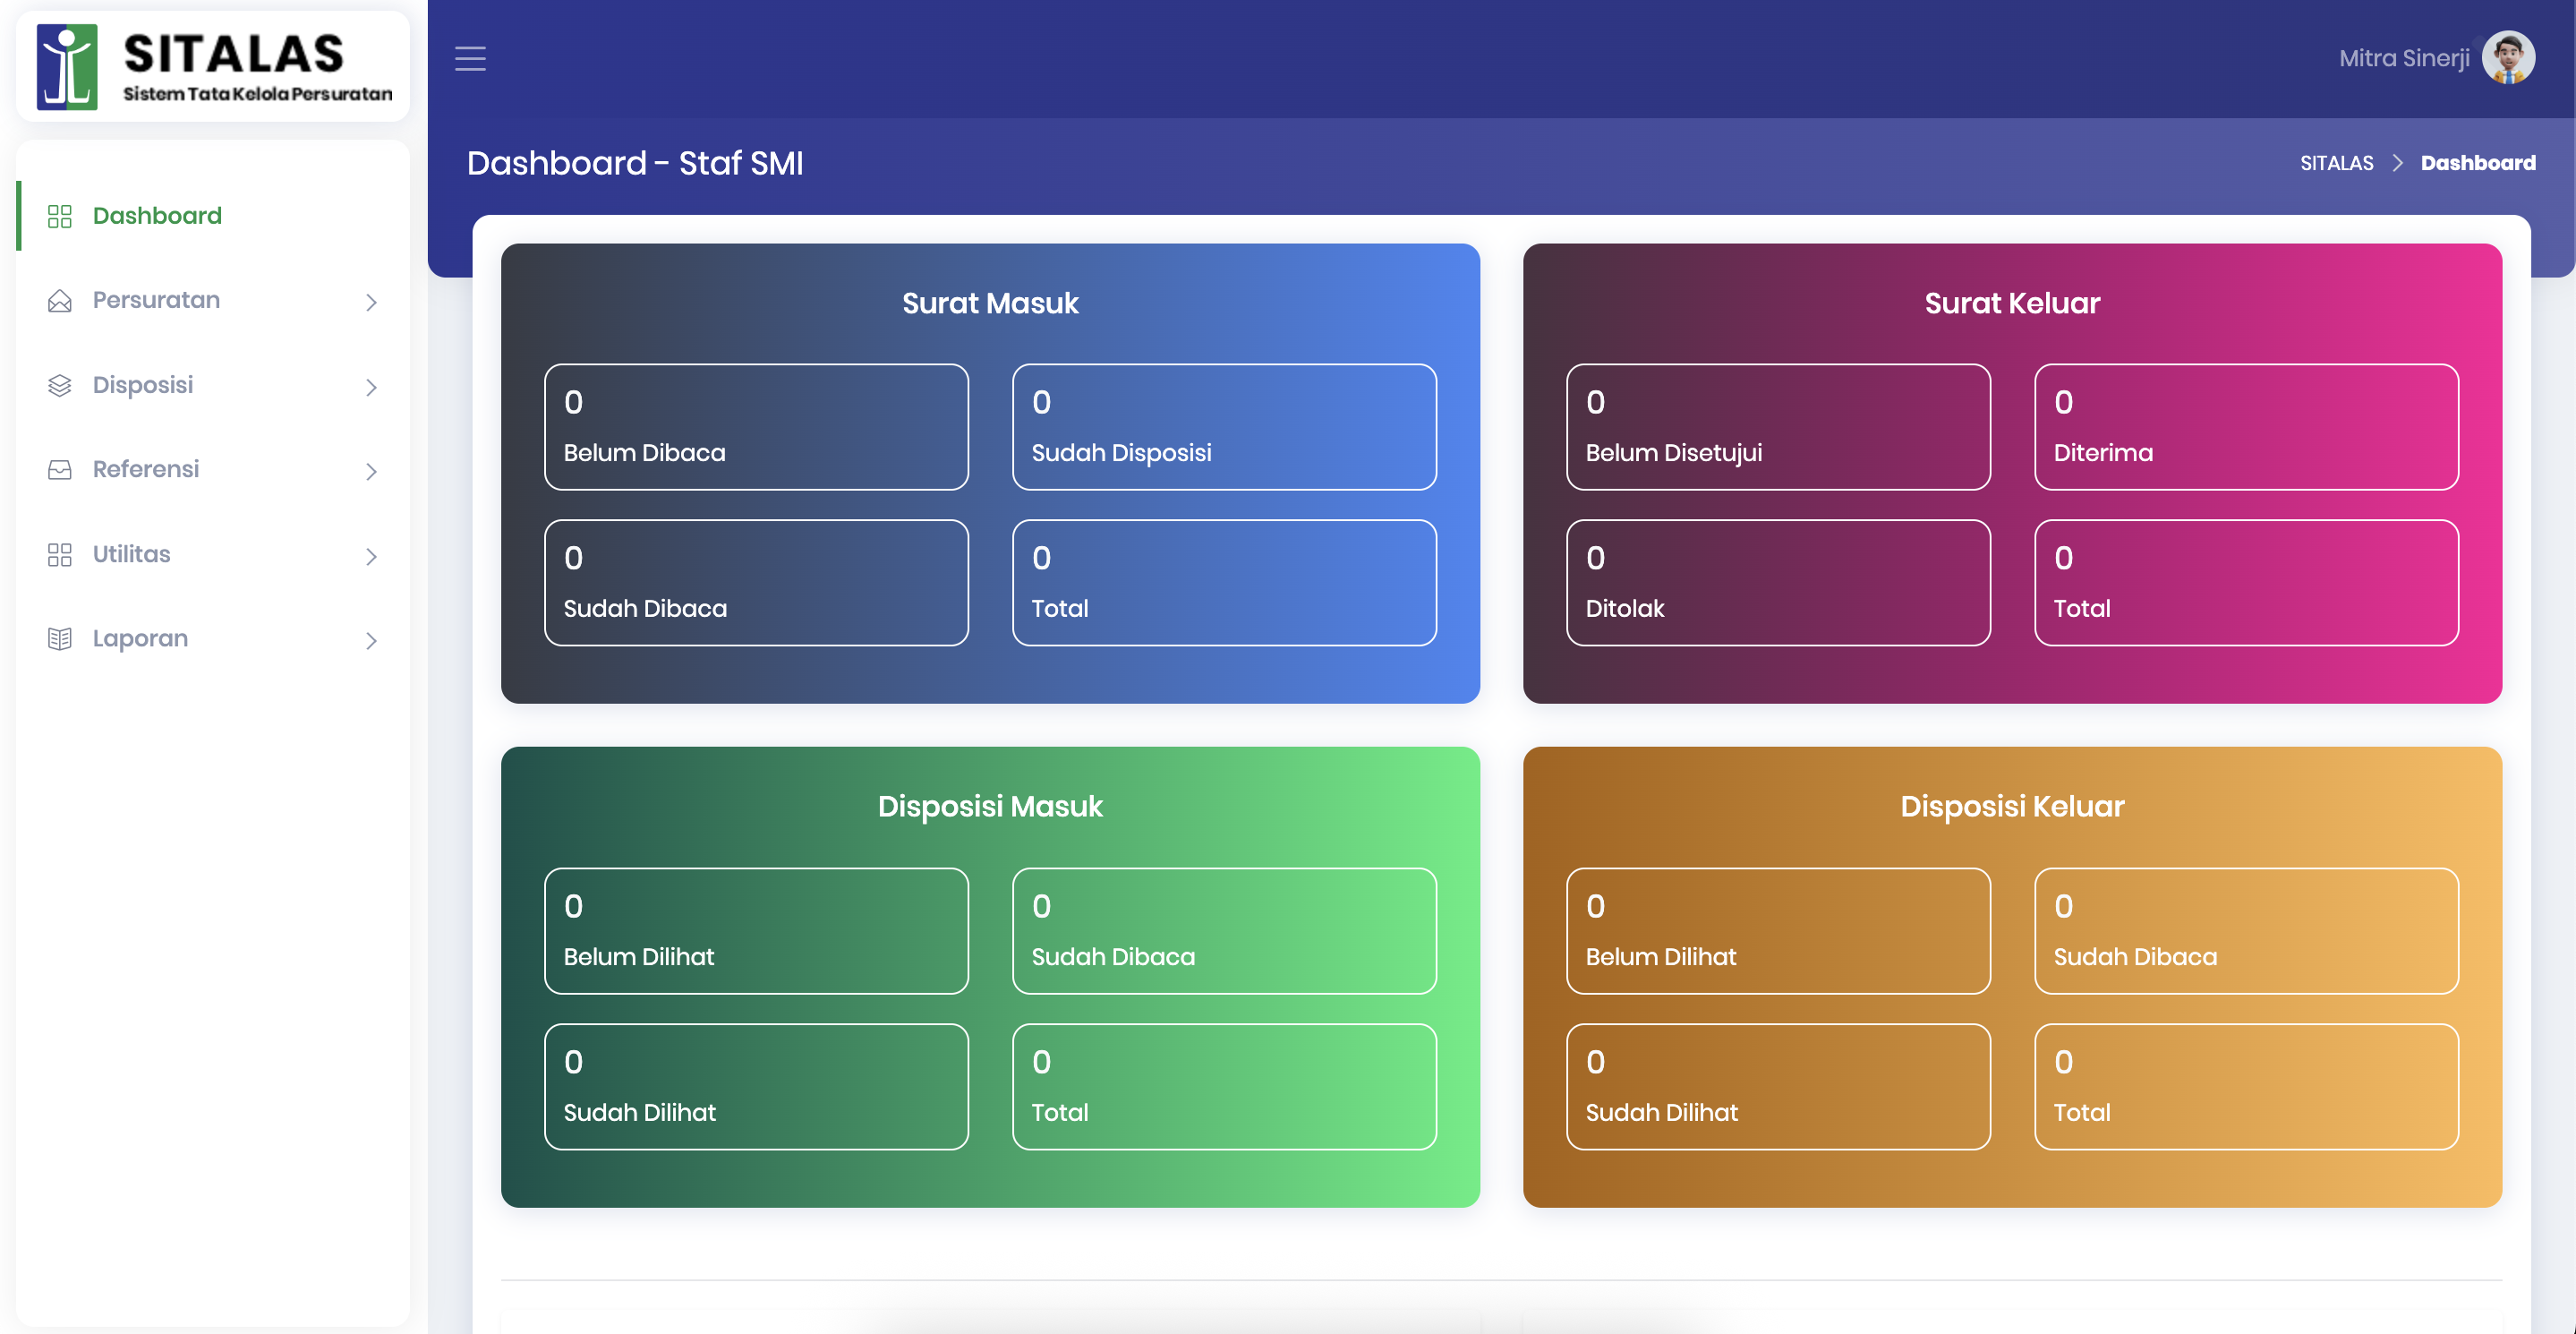 SITALAS
Sistem Tata Kelola Persuratan
Dashboard
Persuratan
Disposisi
Referensi
Utilitas
Laporan
Mitra Sinerji
Dashboard - Staf SMI
SITALAS > Dashboard
Surat Masuk
0
Belum Dibaca
0
Sudah Disposisi
0
Sudah Dibaca
0
Total
Surat Keluar
0
Belum Disetujui
0
Diterima
0
Ditolak
0
Total
Disposisi Masuk
0
Belum Dilihat
0
Sudah Dibaca
0
Sudah Dilihat
0
Total
Disposisi Keluar
0
Belum Dilihat
0
Sudah Dibaca
0
Sudah Dilihat
0
Total